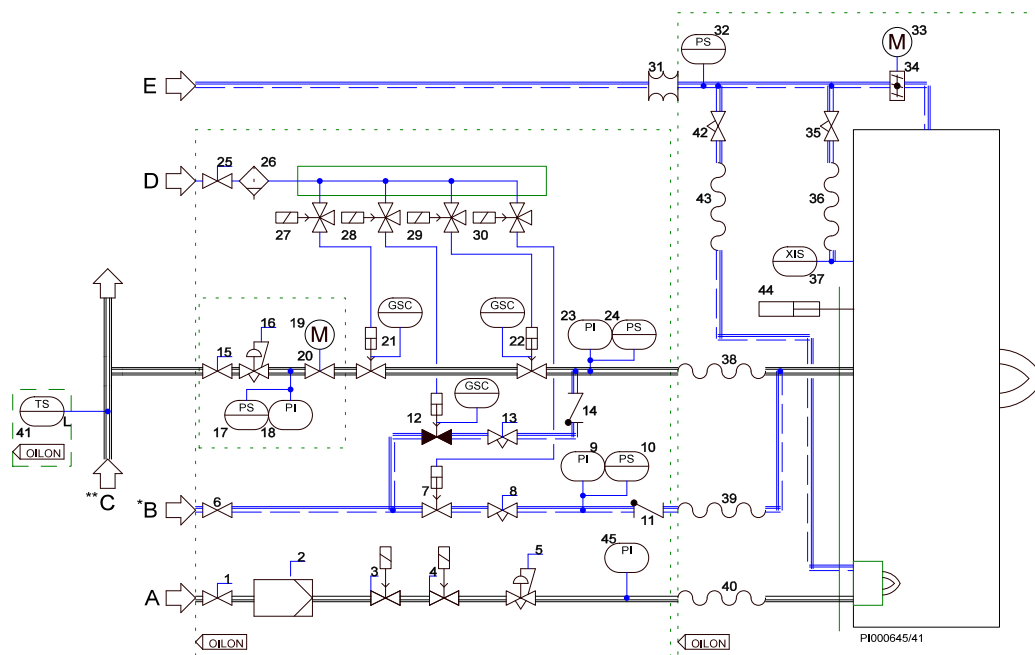 32
PS
33
M
34
31
E
42
35
25
26
D
43
36
27
28
29
30
XIS
37
44
GSC
GSC
16
19
M
21
22
23
PI
24
PS
15
20
38
TS
L
41
PS
PI
17
18
GSC
12
13
14
OILON
**C
9
PI
10
PS
*B
6
7
8
11
39
45
PI
1
2
3
4
5
A
40
OILON
OILON
PI000645/41